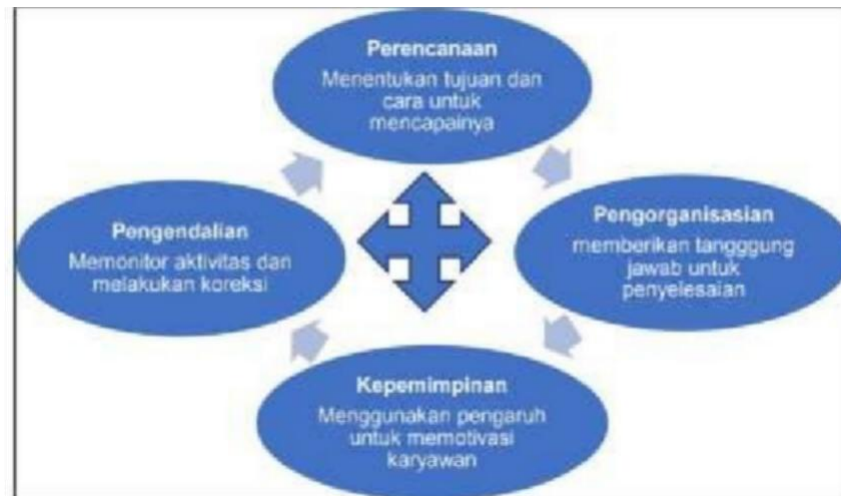 Perencanaan
Menentukan tujuan dan
cara untuk
mencapainya
Pengorganisasian
memberikan tangggung
jawab untuk
penyelesaian
Kepemimpinan
Menggunakan pengaruh
untuk memotivasi
karyawan
Pengendalian
Memonitor aktivitas dan
melakukan koreksi